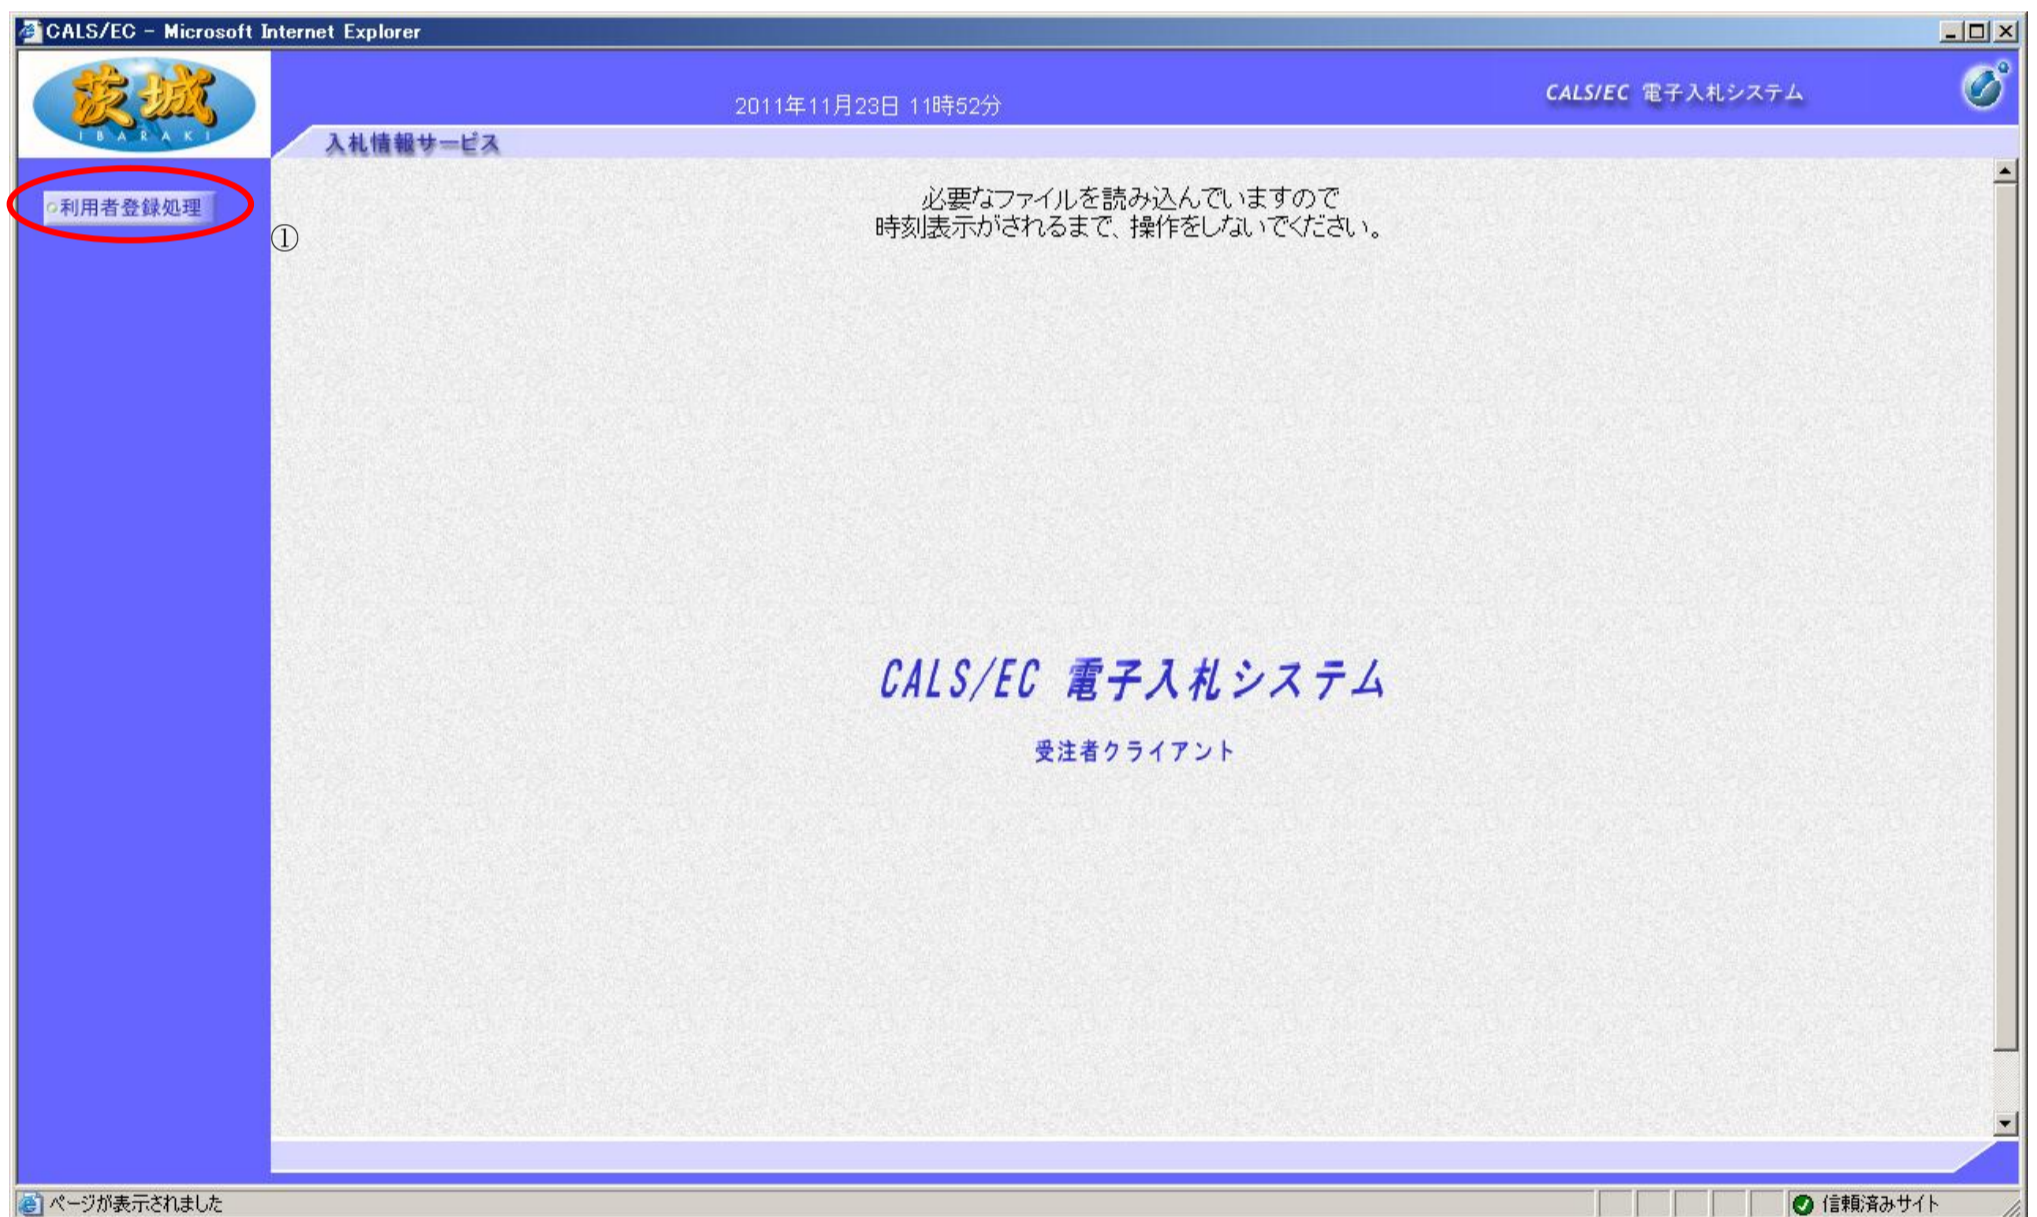 CALS/EC - Microsoft Internet Explorer
茨城
IBARAKI
2011年11月23日 11時52分
CALS/EC 電子入札システム
入札情報サービス
利用者登録処理
①
必要なファイルを読み込んでいますので
時刻表示がされるまで、操作をしないでください。
CALS/EC 電子入札システム
受注者クライアント
ページが表示されました
信頼済みサイト